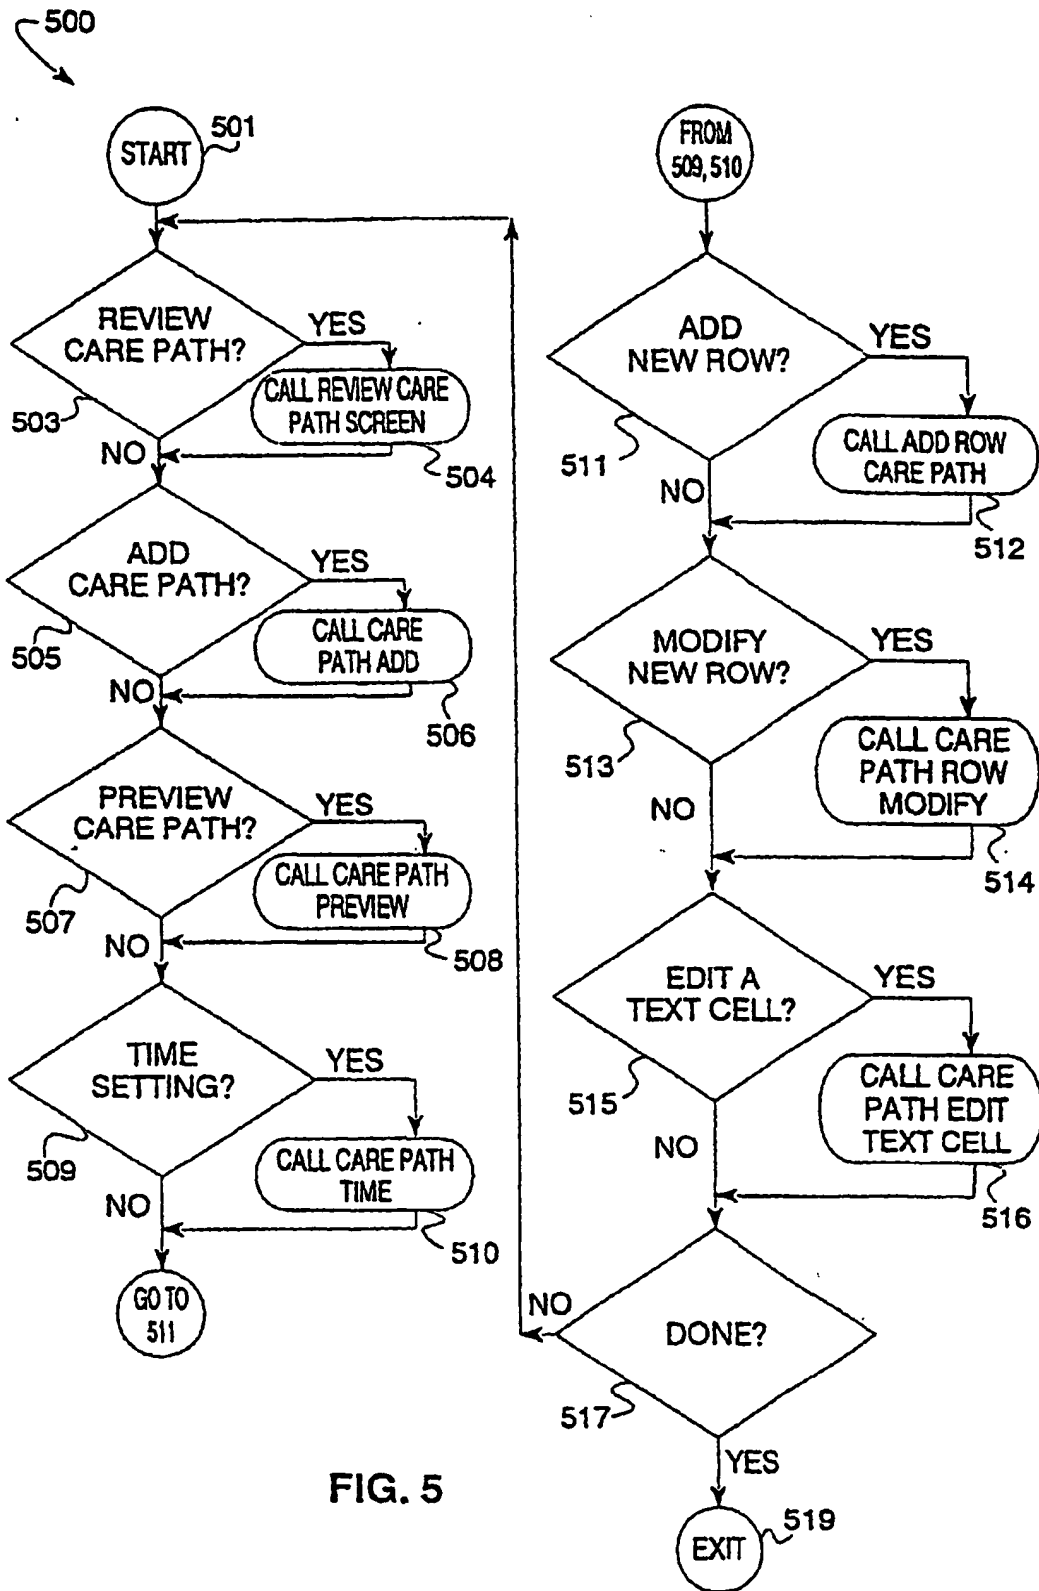 500
START
501
REVIEW
CARE PATH?
503
YES
CALL REVIEW CARE
PATH SCREEN
504
NO
ADD
CARE PATH?
505
YES
CALL CARE
PATH ADD
506
NO
PREVIEW
CARE PATH?
507
YES
CALL CARE PATH
PREVIEW
508
NO
TIME
SETTING?
509
YES
CALL CARE PATH
TIME
510
NO
GO TO
511
FROM
509, 510
ADD
NEW ROW?
511
YES
CALL ADD ROW
CARE PATH
512
NO
MODIFY
NEW ROW?
513
YES
CALL CARE
PATH ROW
MODIFY
514
NO
EDIT A
TEXT CELL?
515
YES
CALL CARE
PATH EDIT
TEXT CELL
516
NO
DONE?
517
NO
YES
EXIT
519
FIG. 5